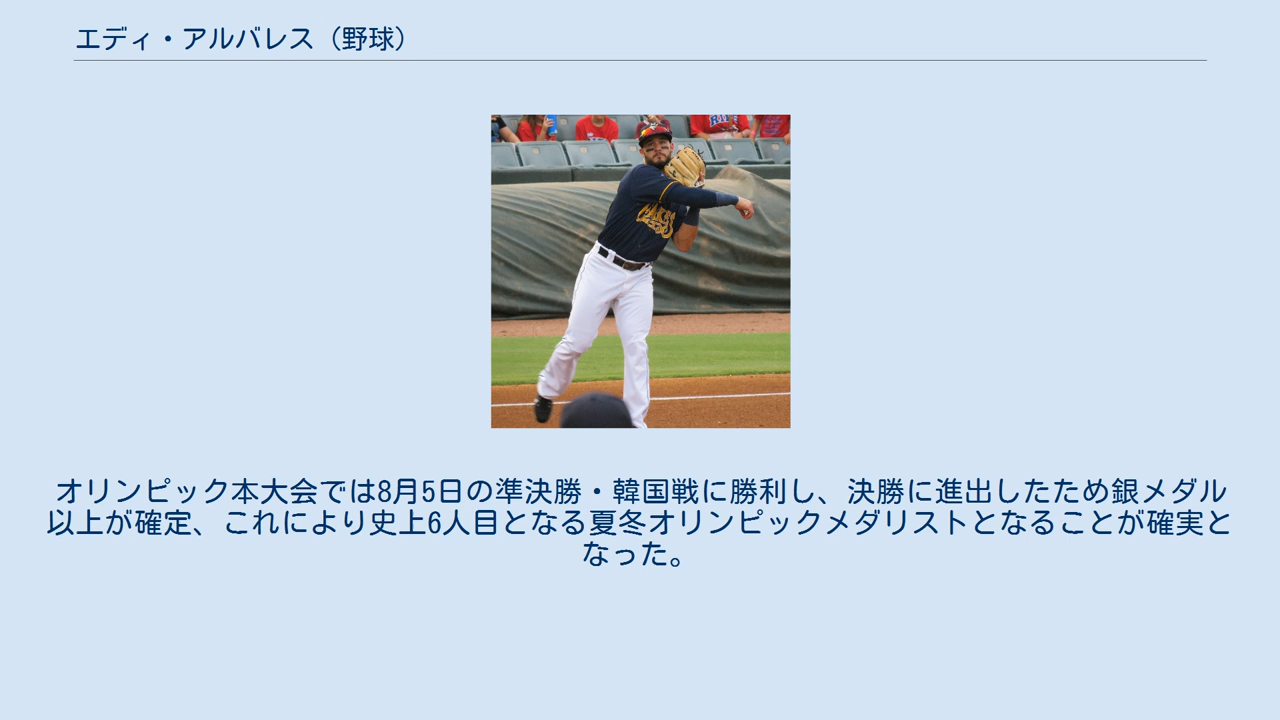 エディ・アルバレス（野球）
オリンピック本大会では8月5日の準決勝・韓国戦に勝利し、決勝に進出したため銀メダル
以上が確定、これにより史上6人目となる夏冬オリンピックメダリストとなることが確実と
なった。